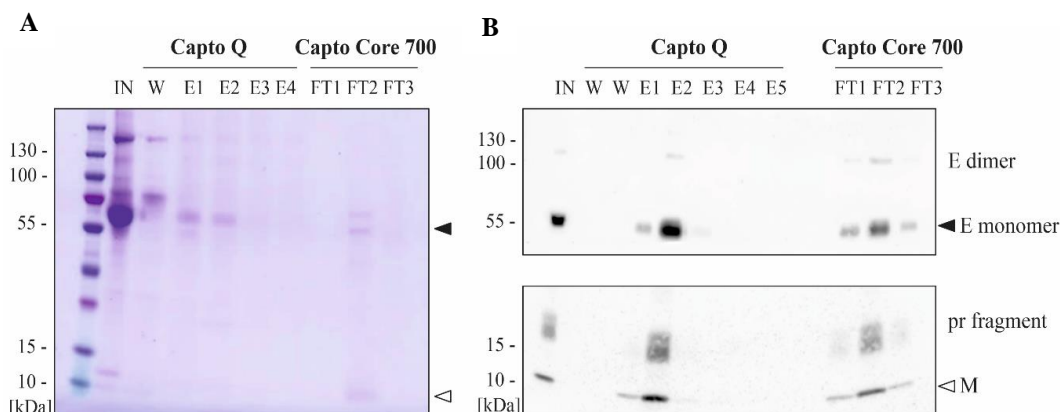 A
Capto Q Capto Core 700
IN W E1 E2 E3 E4 FT1 FT2 FT3
130 -
100 -
55 -
15 -
10 -
[kDa]
B
Capto Q Capto Core 700
IN W W E1 E2 E3 E4 E5 FT1 FT2 FT3
130 -
100 -
55 -
E dimer
E monomer
15 -
10 -
[kDa]
pr fragment
M